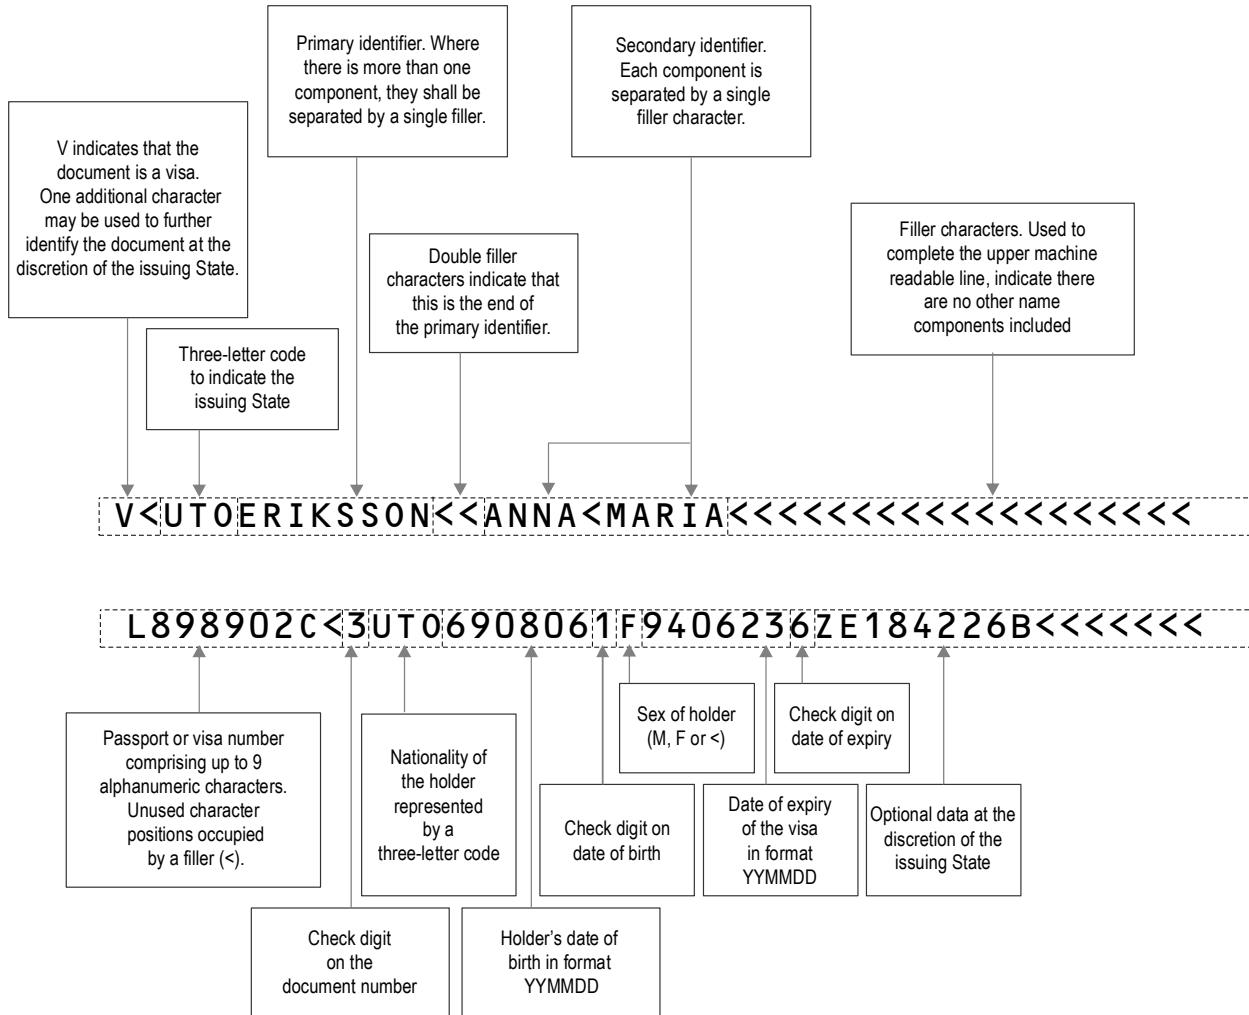 Primary identifier. Where
there is more than one
component, they shall be
separated by a single filler.
Secondary identifier.
Each component is
separated by a single
filler character.
V indicates that the
document is a visa.
One additional character
may be used to further
identify the document at the
discretion of the issuing State.
Three-letter code
to indicate the
issuing State
Double filler
characters indicate that
this is the end of
the primary identifier.
Filler characters. Used to
complete the upper machine
readable line, indicate there
are no other name
components included
V<UTOERIKSSON<<ANNA<MARIA<<<<<<<<<<<<<<<<<<<
L898902C<3UTO6908061F9406236ZE184226B<<<<<<<
Passport or visa number
comprising up to 9
alphanumeric characters.
Unused character
positions occupied
by a filler (<).
Check digit
on the
document number
Nationality of
the holder
represented
by a
three-letter code
Holder's date of
birth in format
YYMMDD
Check digit on
date of birth
Sex of holder
(M, F or <)
Date of expiry
of the visa
in format
YYMMDD
Check digit on
date of expiry
Optional data at the
discretion of the
issuing State